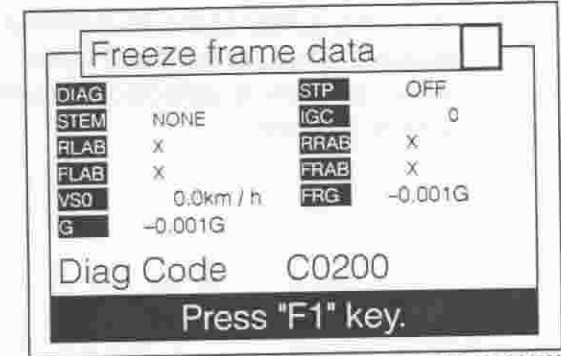 Freeze frame data
DIAG STP OFF
STEM NONE IGC 0
RLAB X RRAB X
FLAB X FRAB X
VS0 0.0km / h FRG -0.001G
G -0.001G
Diag Code C0200
Press "F1" key.